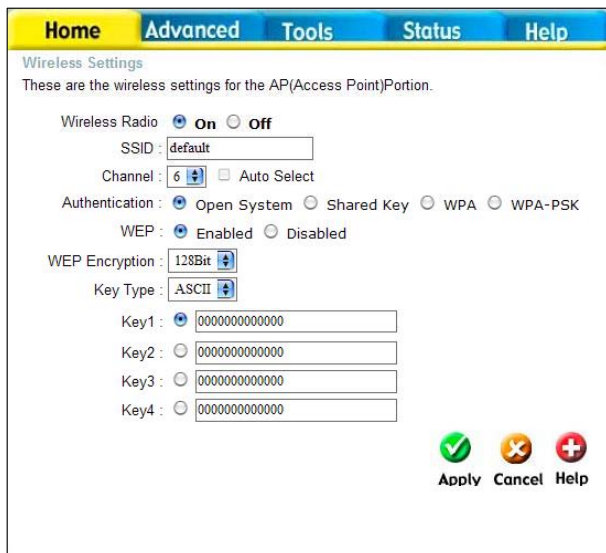 Home Advanced Tools Status Help
Wireless Settings
These are the wireless settings for the AP(Access Point)Portion.
Wireless Radio On Off
SSID : default
Channel : 6 Auto Select
Authentication : Open System Shared Key WPA WPA-PSK
WEP : Enabled Disabled
WEP Encryption : 128Bit
Key Type : ASCII
Key1 : 0000000000000
Key2 : 0000000000000
Key3 : 0000000000000
Key4 : 0000000000000
Apply Cancel Help